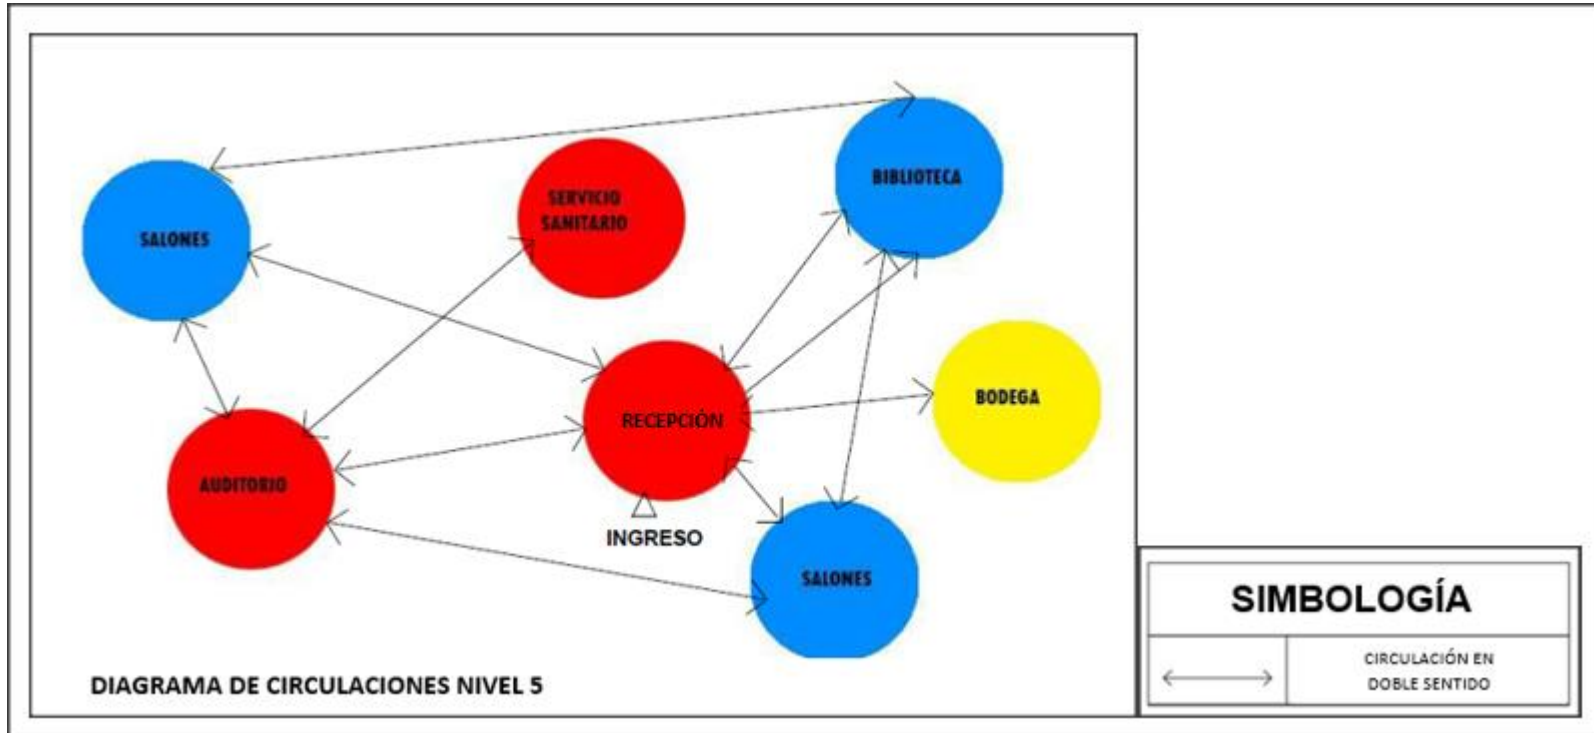 BIBLIOTECA
SERVICIO
SANITARIO
SALONES
BODEGA
RECEPCIÓN
AUDITORIO
INGRESO
SALONES
DIAGRAMA DE CIRCULACIONES NIVEL 5
SIMBOLOGÍA
CIRCULACIÓN EN
DOBLE SENTIDO